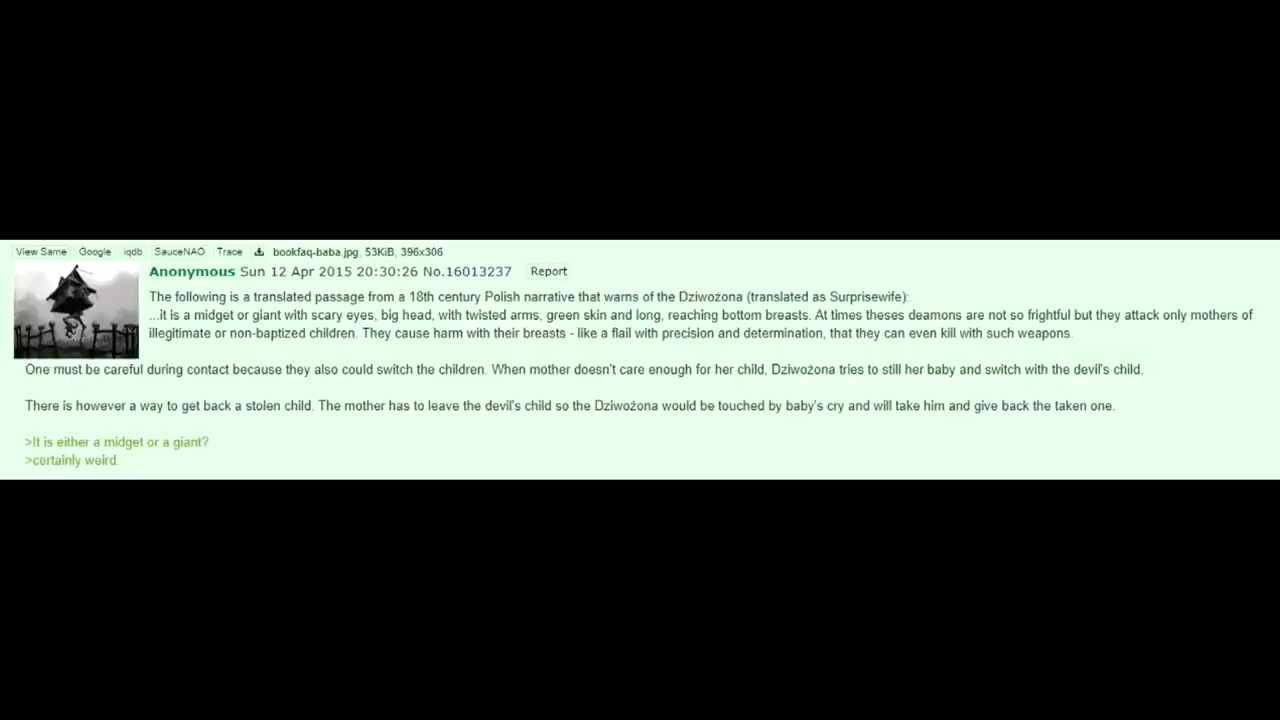 View Same Google iqdb SauceNAO Trace bookfaq-baba.jpg, 53KiB, 396x306
Anonymous Sun 12 Apr 2015 20:30:26 No.16013237 Report
The following is a translated passage from a 18th century Polish narrative that warns of the Dziwożona (translated as Surprisewife):
...it is a midget or giant with scary eyes, big head, with twisted arms, green skin and long, reaching bottom breasts. At times theses deamons are not so frightful but they attack only mothers of
illegitimate or non-baptized children. They cause harm with their breasts - like a flail with precision and determination, that they can even kill with such weapons.
One must be careful during contact because they also could switch the children. When mother doesn't care enough for her child, Dziwożona tries to still her baby and switch with the devil's child.
There is however a way to get back a stolen child. The mother has to leave the devil's child so the Dziwożona would be touched by baby's cry and will take him and give back the taken one.
>It is either a midget or a giant?
>certainly weird.